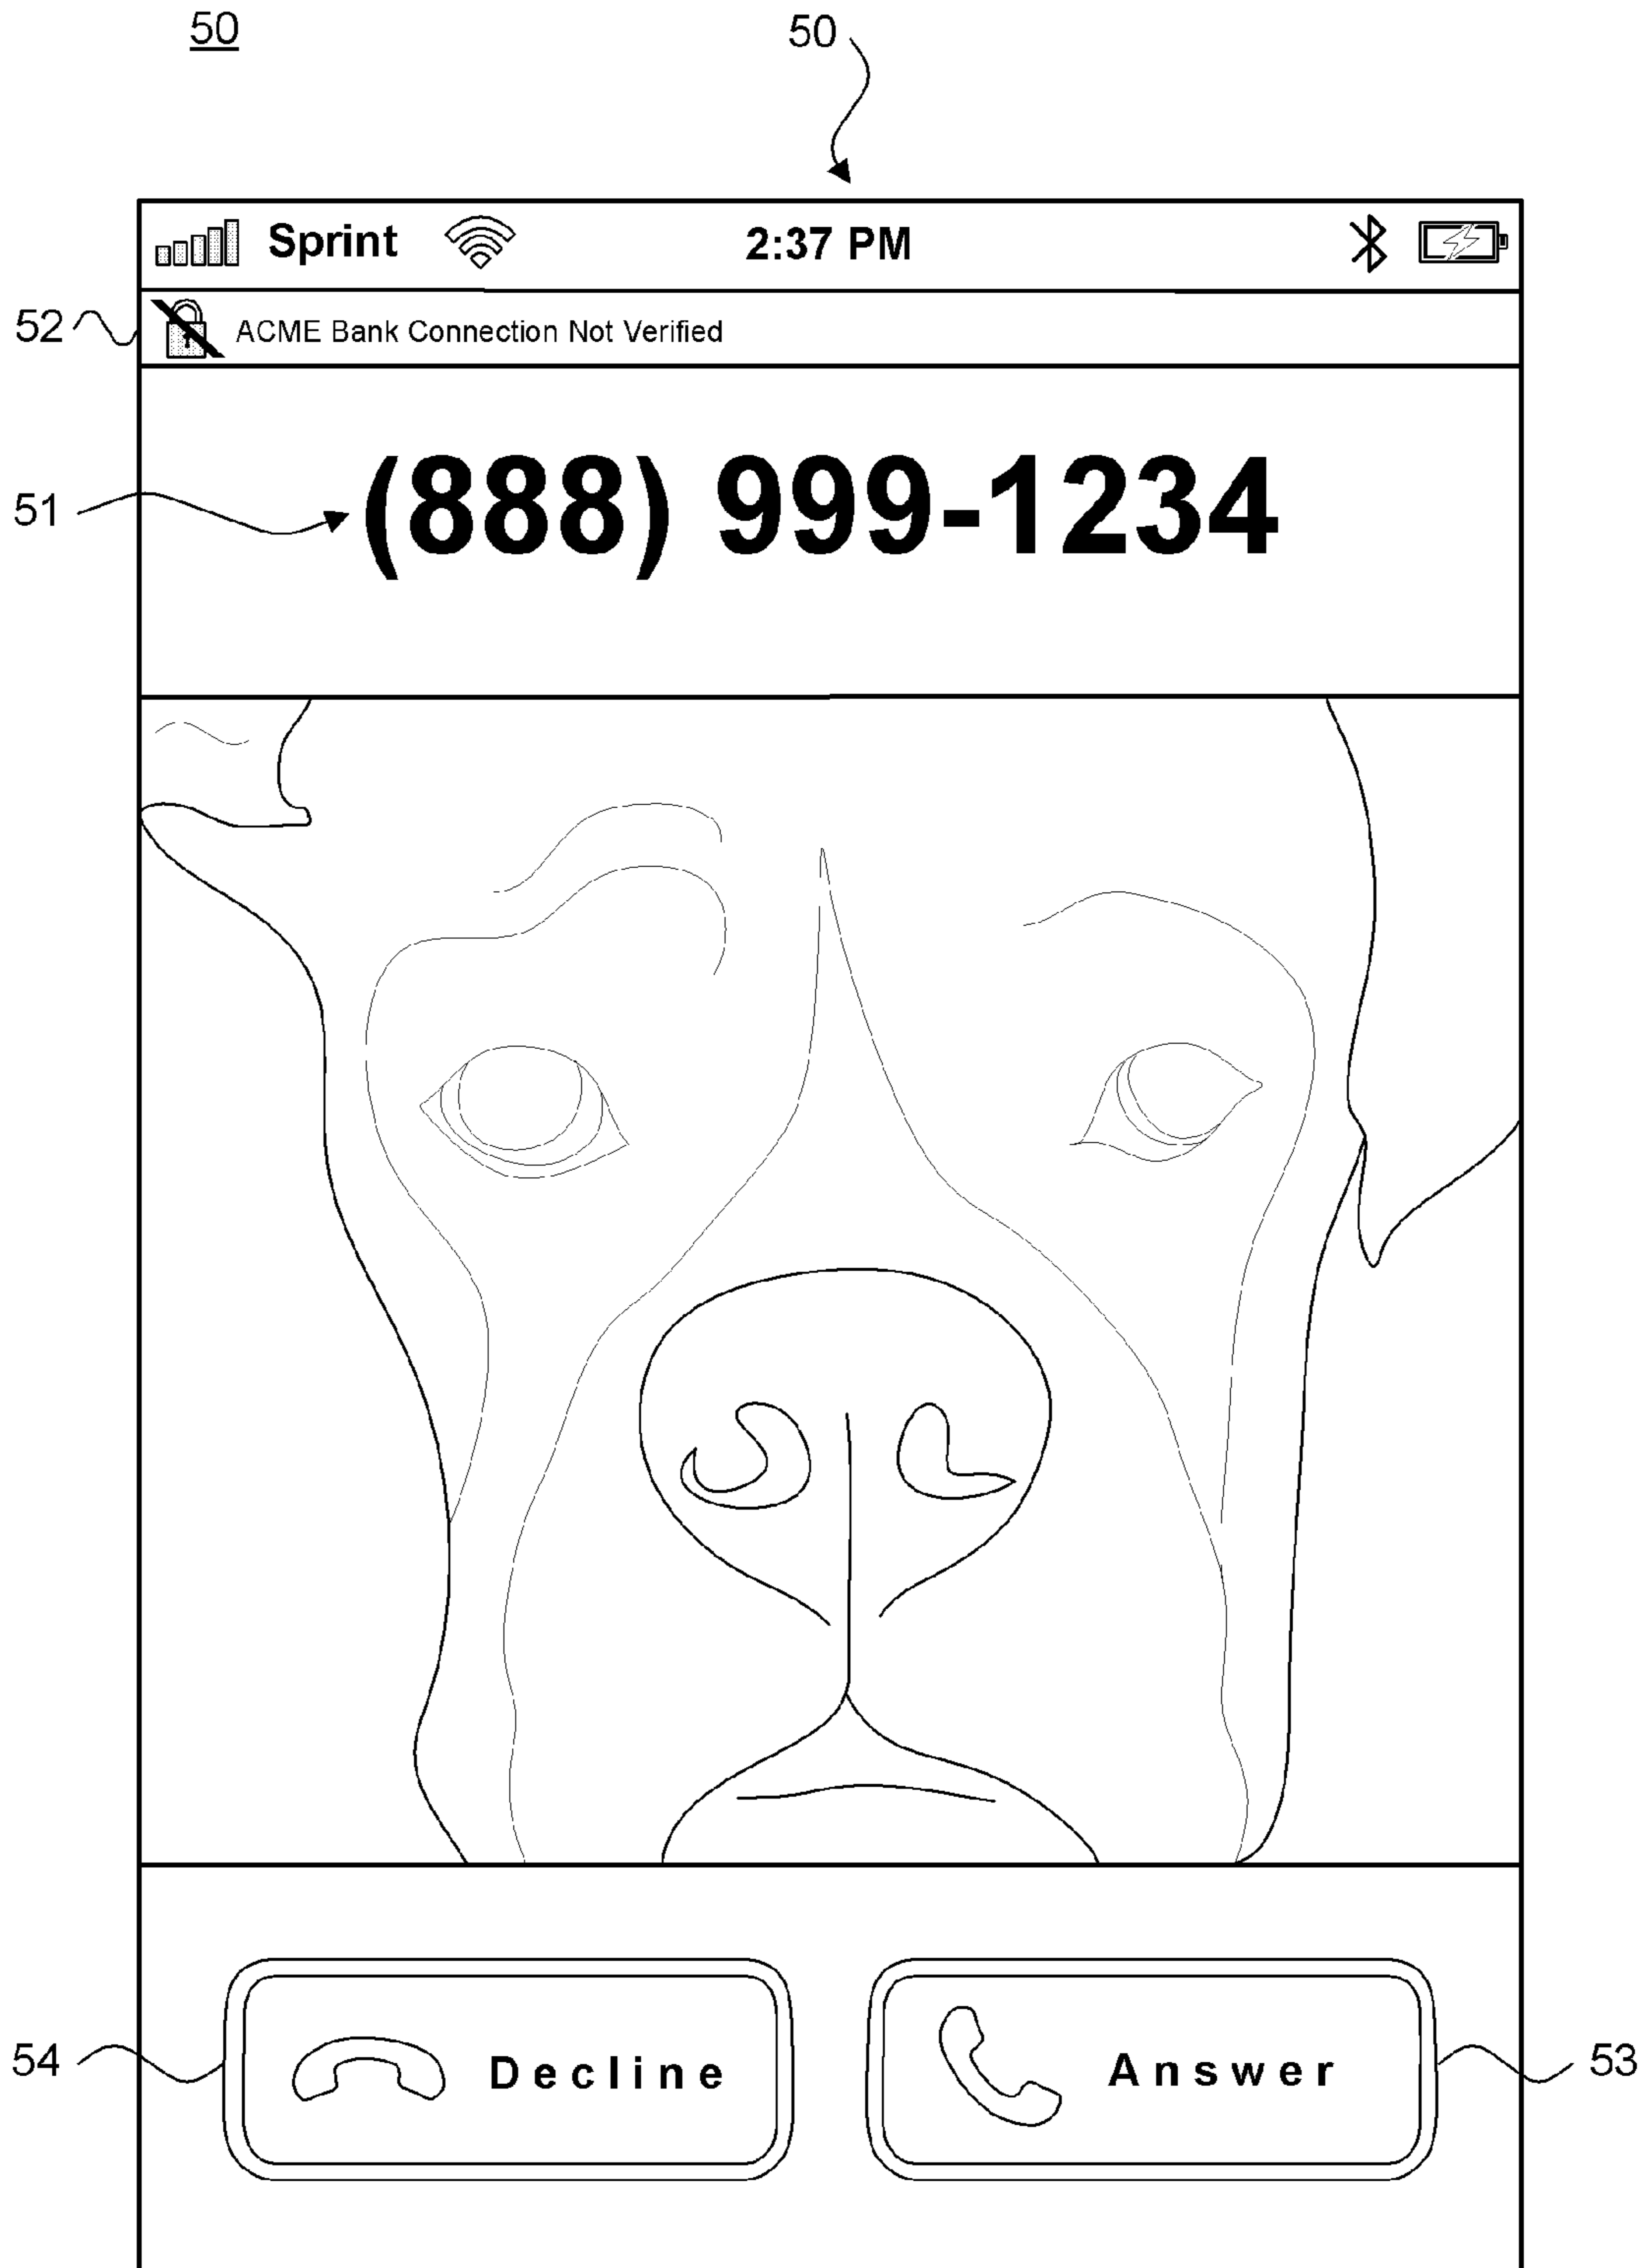 50
50
Sprint 2:37 PM
52
ACME Bank Connection Not Verified
51
(888) 999-1234
54
Decline
Answer
53